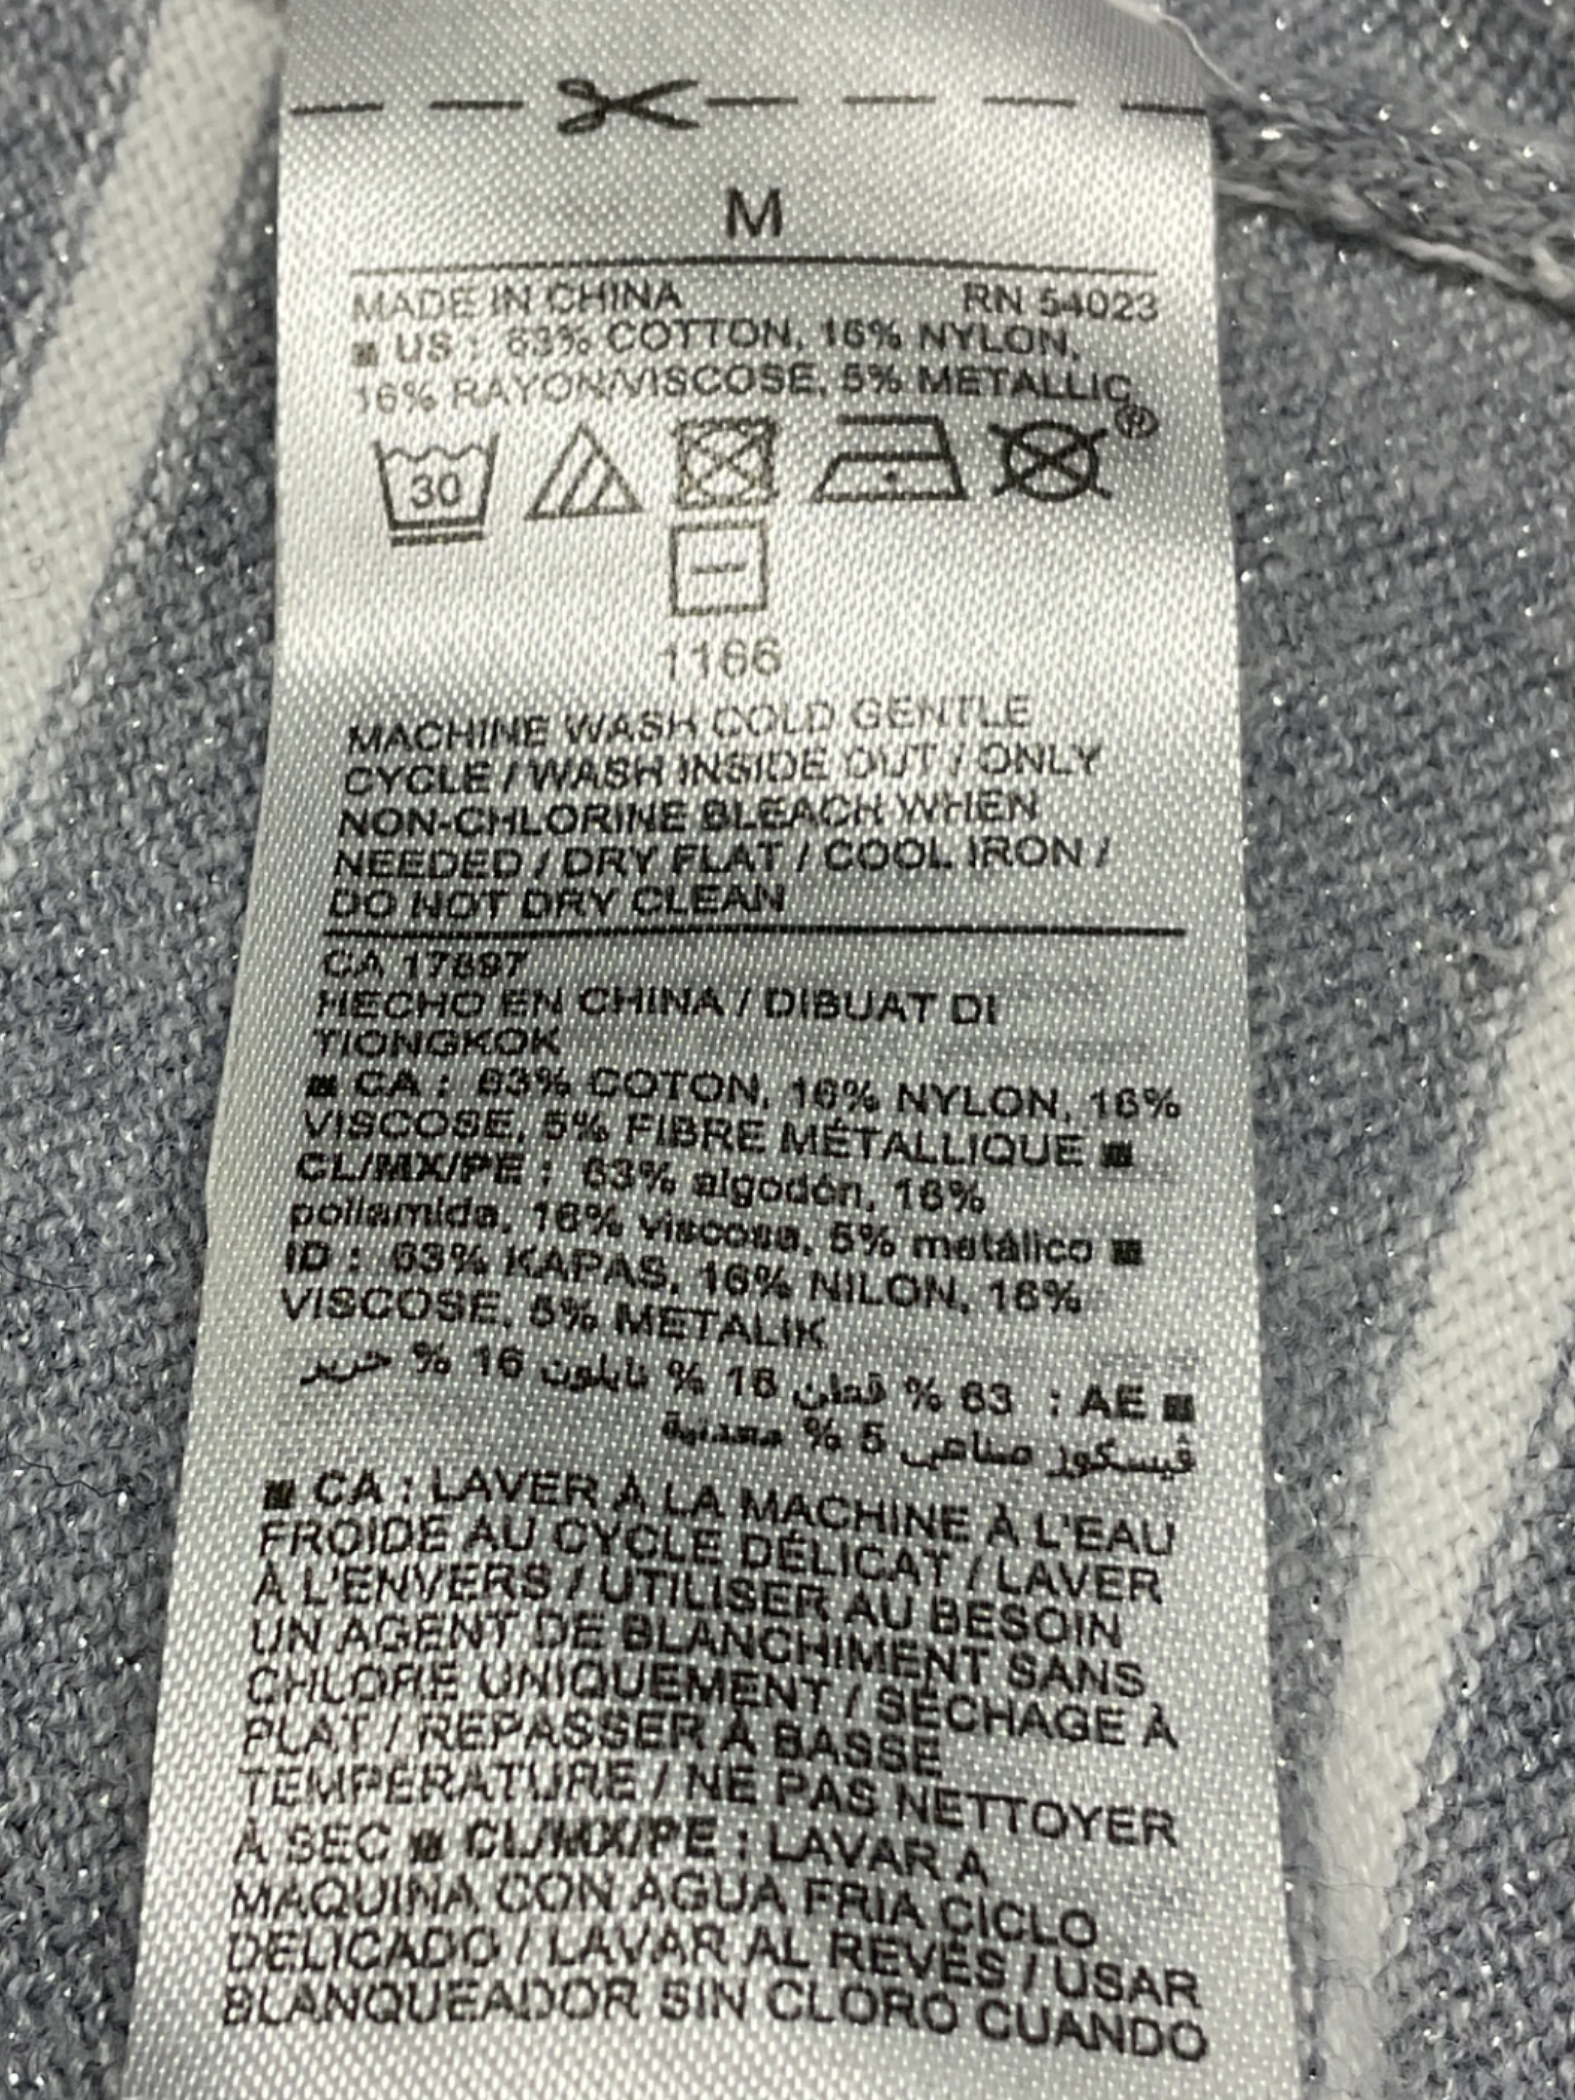 M
MADE IN CHINA RN 54023
■ US : 63% COTTON, 16% NYLON,
16% RAYON/VISCOSE, 5% METALLIC
30 ®
1166
MACHINE WASH COLD GENTLE
CYCLE / WASH INSIDE OUT / ONLY
NON-CHLORINE BLEACH WHEN
NEEDED / DRY FLAT / COOL IRON /
DO NOT DRY CLEAN
CA 17897
HECHO EN CHINA / DIBUAT DI
TIONGKOK
■ CA : 63% COTON, 16% NYLON, 16%
VISCOSE, 5% FIBRE MÉTALLIQUE ■
CL/MX/PE : 63% algodón, 16%
poliamida, 16% viscosa, 5% metálico ■
ID : 63% KAPAS, 16% NILON, 16%
VISCOSE, 5% METALIK
■ AE : 63 % قطن 16 % نايلون 16 % حرير
فيسكوز صناعي 5 % معدنية
■ CA : LAVER À LA MACHINE À L'EAU
FROIDE AU CYCLE DÉLICAT / LAVER
À L'ENVERS / UTILISER AU BESOIN
UN AGENT DE BLANCHIMENT SANS
CHLORE UNIQUEMENT / SÉCHAGE À
PLAT / REPASSER À BASSE
TEMPÉRATURE / NE PAS NETTOYER
À SEC ■ CL/MX/PE : LAVAR A
MÁQUINA CON AGUA FRÍA CICLO
DELICADO / LAVAR AL REVÉS / USAR
BLANQUEADOR SIN CLORO CUANDO